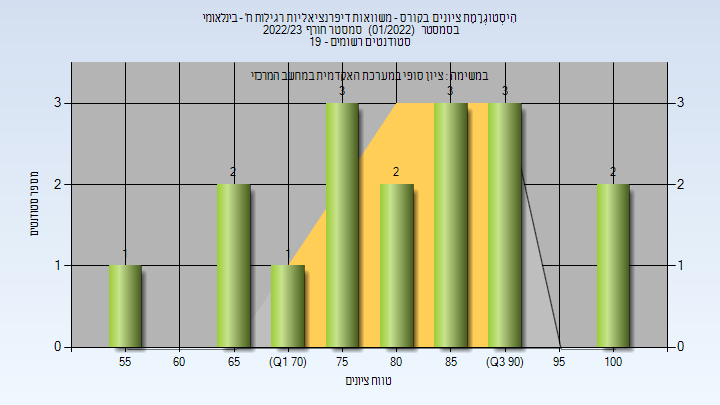 היסטוגרמת ציונים בקורס - משוואות דיפרנציאליות רגילות ח' - בינלאומי
בסמסטר (01/2022) סמסטר חורף 2022/23
סטודנטים רשומים - 19
במשימה: ציון סופי במערכת האקדמית במחשב המרכזי
3 3 3
3 3
2 2 2
2 2
מספר סטודנטים
1 1
1 1
0 0
55 60 65 (Q1 70) 75 80 85 (Q3 90) 95 100
טווח ציונים